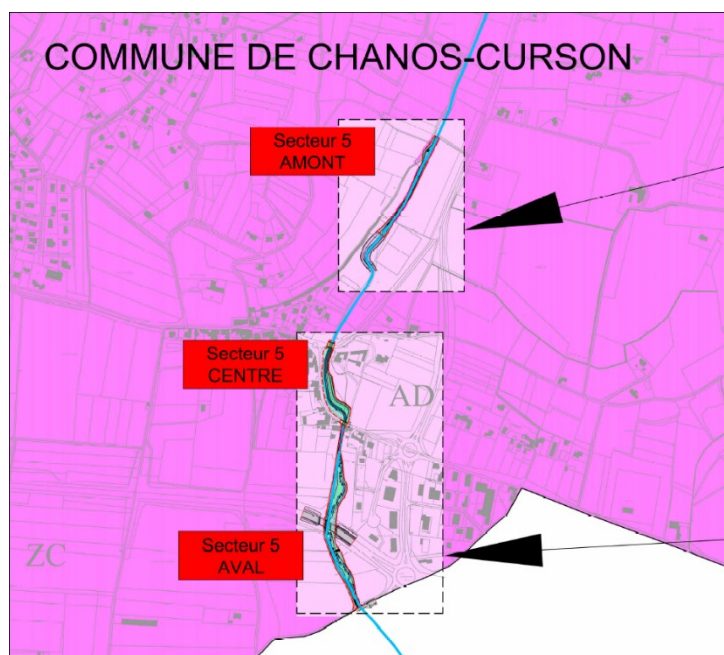 COMMUNE DE CHANOS-CURSON
Secteur 5
AMONT
Secteur 5
CENTRE
AD
Secteur 5
AVAL
ZC